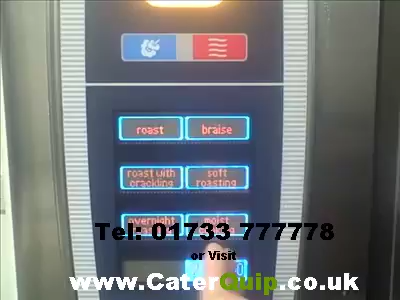 roast
braise
roast with
crackling
soft
roasting
overnight
moist
Tel: 01733 777778
or Visit
www.CaterQuip.co.uk